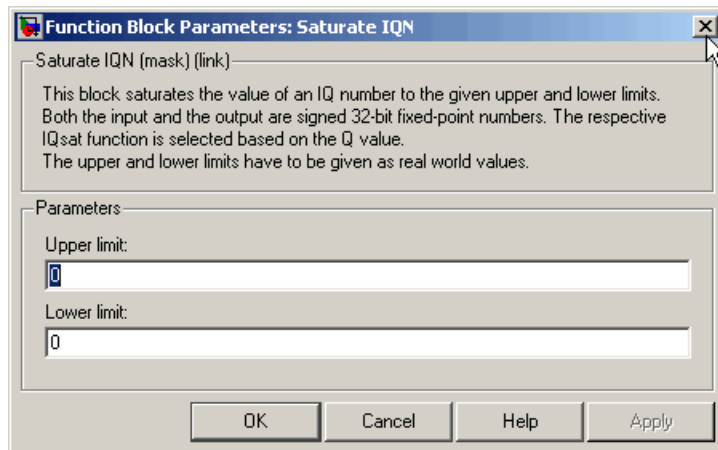 Function Block Parameters: Saturate IQN
Saturate IQN (mask) (link)
This block saturates the value of an IQ number to the given upper and lower limits.
Both the input and the output are signed 32-bit fixed-point numbers. The respective
IQsat function is selected based on the Q value.
The upper and lower limits have to be given as real world values.
Parameters
Upper limit:
0
Lower limit:
0
OK Cancel Help Apply